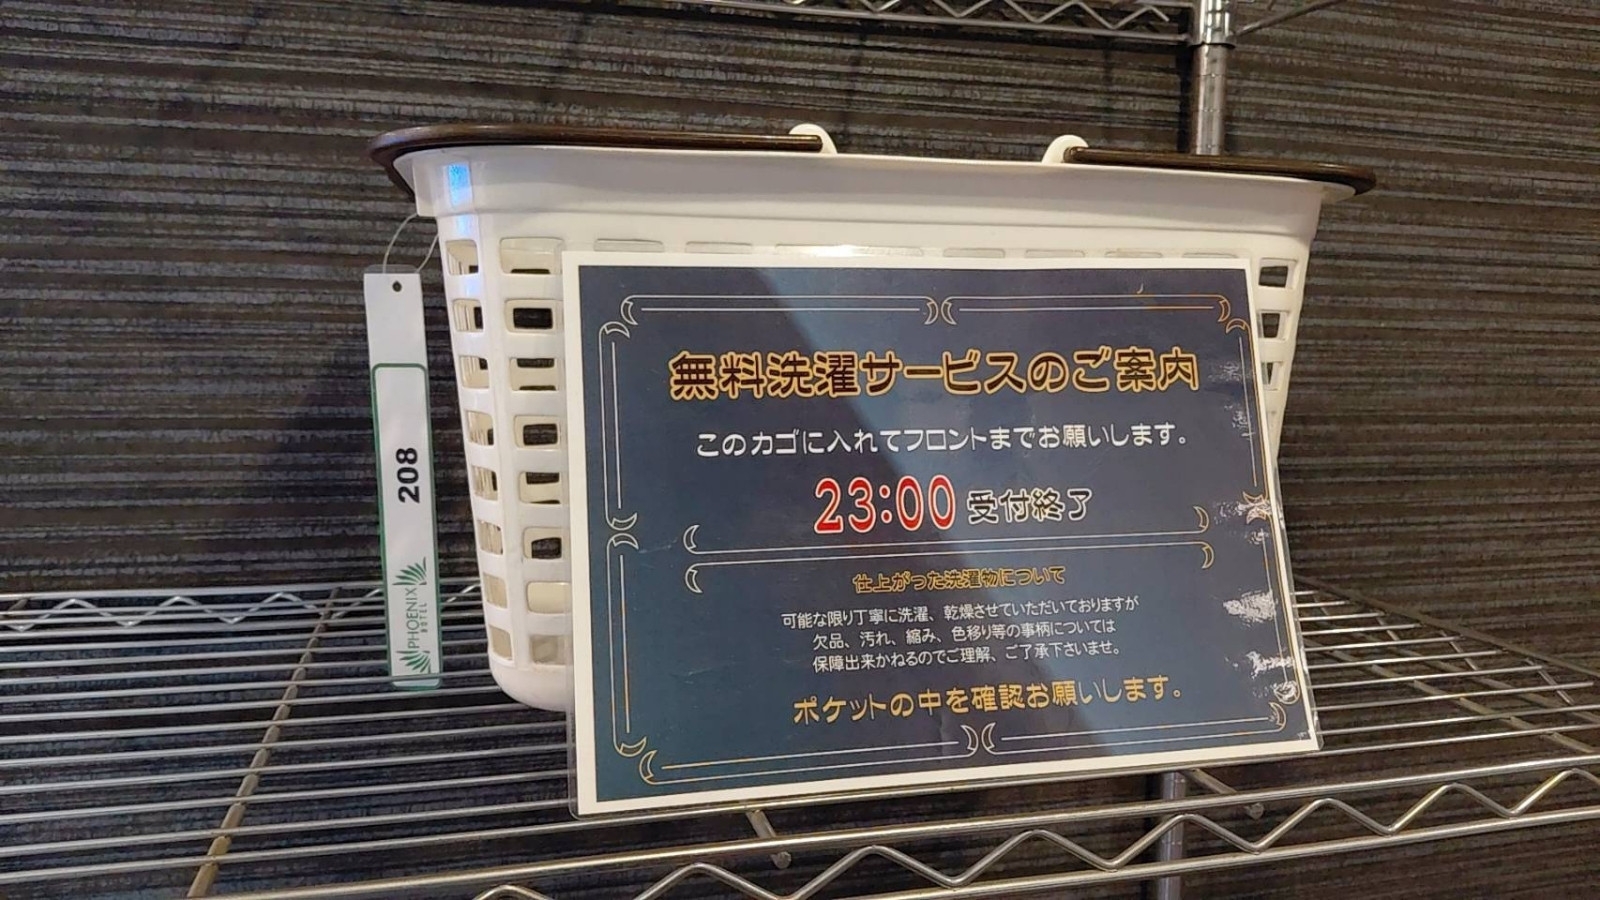 無料洗濯サービスのご案内
このカゴに入れてフロントまでお願いします。
23:00 受付終了
仕上がった洗濯物について
可能な限り丁寧に洗濯、乾燥させていただいておりますが
欠品、汚れ、縮み、色移り等の事柄については
保障出来かねるのでご理解、ご了承下さいませ。
ポケットの中を確認お願いします。
208
PHOENIX
HOTEL